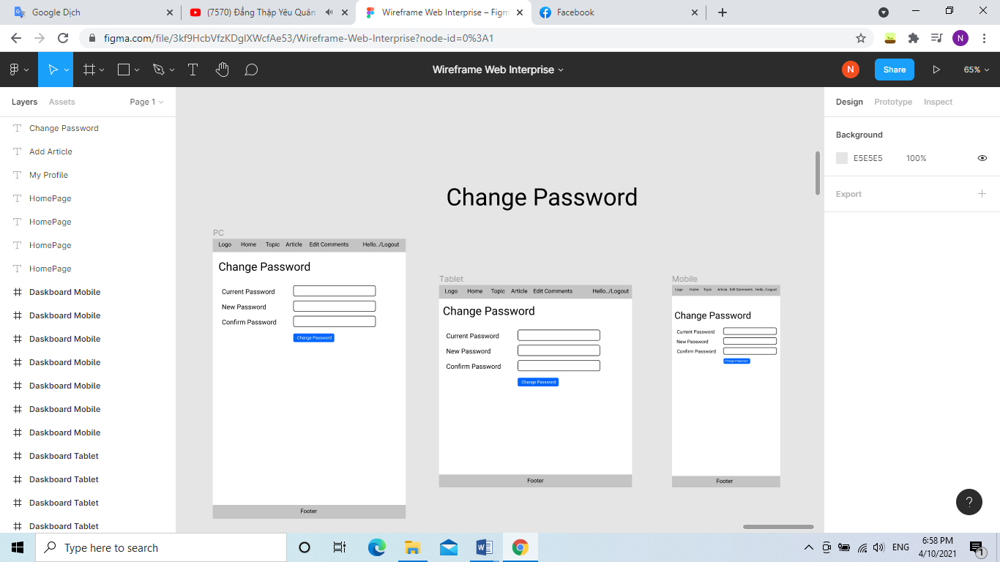 Google Dịch
(7570) Đắng Thập Yêu Quân
Wireframe Web Interprise – Figm
Facebook
figma.com/file/3kf9HcbVfzKDgIXWcfAe53/Wireframe-Web-Interprise?node-id=0%3A1
N
Wireframe Web Interprise
N
Share
65%
Layers
Assets
Page 1
Design
Prototype
Inspect
Change Password
Add Article
My Profile
HomePage
HomePage
HomePage
HomePage
Daskboard Mobile
Daskboard Mobile
Daskboard Mobile
Daskboard Mobile
Daskboard Mobile
Daskboard Mobile
Daskboard Mobile
Daskboard Tablet
Daskboard Tablet
Daskboard Tablet
Daskboard Tablet
Background
E5E5E5 100%
Export
Change Password
PC
Logo Home Topic Article Edit Comments Hello../Logout
Change Password
Current Password
New Password
Confirm Password
Change Password
Footer
Tablet
Logo Home Topic Article Edit Comments Hello../Logout
Change Password
Current Password
New Password
Confirm Password
Change Password
Footer
Mobile
Logo Home Topic Article Edit Comments Hello../Logout
Change Password
Current Password
New Password
Confirm Password
Change Password
Footer
?
Type here to search
ENG
6:58 PM
4/10/2021
1